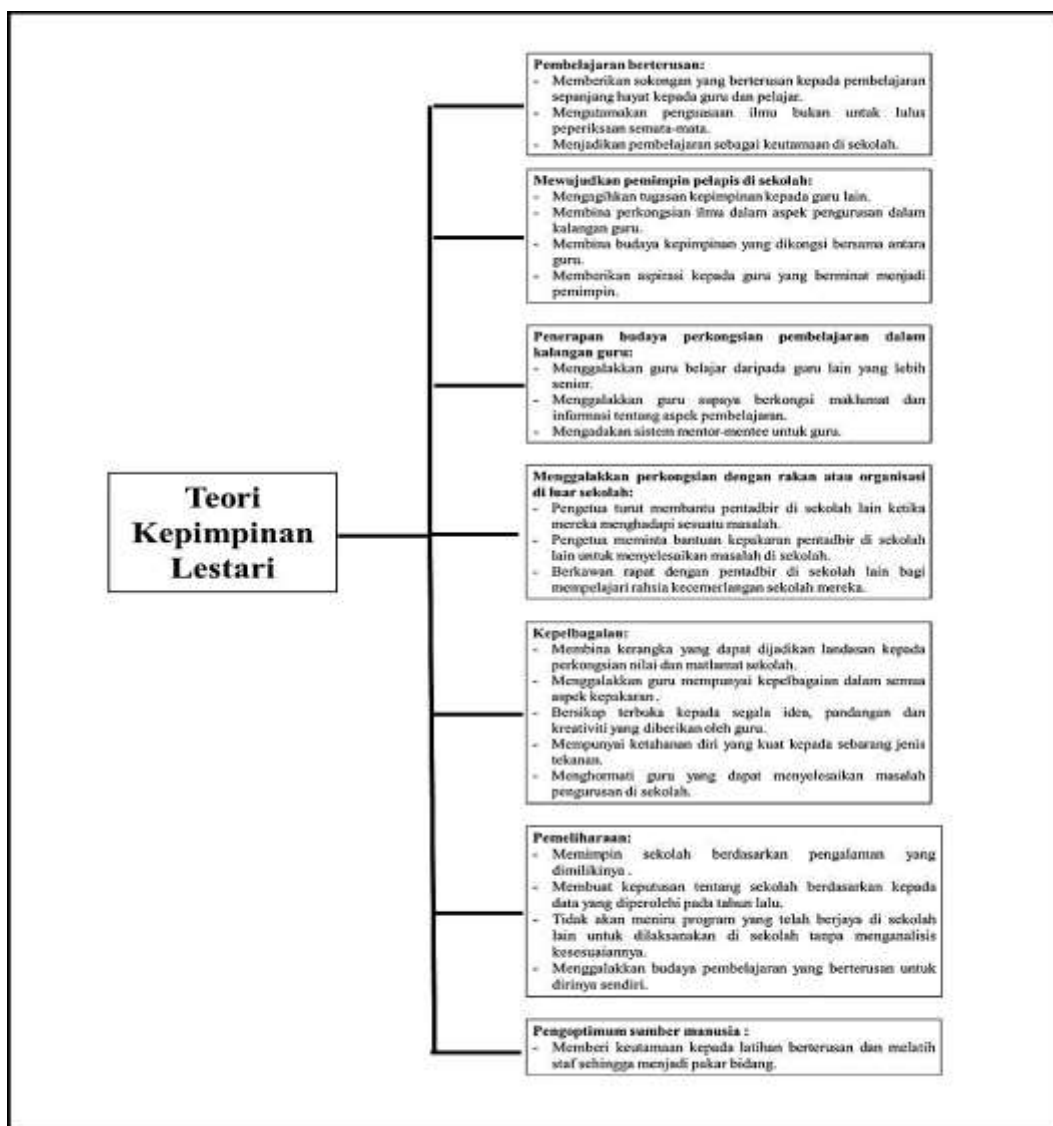 Teori
Kepimpinan
Lestari
Pembelajaran berterusan:
- Memberikan sokongan yang berterusan kepada pembelajaran
sepanjang hayat kepada guru dan pelajar.
- Mengutamakan penguasaan ilmu bukan untuk lulus
peperiksaan semata-mata.
- Menjadikan pembelajaran sebagai keutamaan di sekolah.
Mewujudkan pemimpin pelapis di sekolah:
- Mengagihkan tugasan kepimpinan kepada guru lain.
- Membina perkongsian ilmu dalam aspek pengurusan dalam
kalangan guru.
- Membina budaya kepimpinan yang dikongsi bersama antara
guru.
- Memberikan aspirasi kepada guru yang berminat menjadi
pemimpin.
Penerapan budaya perkongsian pembelajaran dalam
kalangan guru:
- Menggalakkan guru belajar daripada guru lain yang lebih
senior.
- Menggalakkan guru supaya berkongsi maklumat dan
informasi tentang aspek pembelajaran.
- Mengadakan sistem mentor-mentee untuk guru.
Menggalakkan perkongsian dengan rakan atau organisasi
di luar sekolah:
- Pengetua turut membantu pentadbir di sekolah lain ketika
mereka menghadapi sesuatu masalah.
- Pengetua meminta bantuan kepakaran pentadbir di sekolah
lain untuk menyelesaikan masalah di sekolah.
- Berkawan rapat dengan pentadbir di sekolah lain bagi
mempelajari rahsia kecemerlangan sekolah mereka.
Kepelbagaian:
- Membina kerangka yang dapat dijadikan landasan kepada
perkongsian nilai dan matlamat sekolah.
- Menggalakkan guru mempunyai kepelbagaian dalam semua
aspek kepakaran .
- Bersikap terbuka kepada segala idea, pandangan dan
kreativiti yang diberikan oleh guru.
- Mempunyai ketahanan diri yang kuat kepada sebarang jenis
tekanan.
- Menghormati guru yang dapat menyelesaikan masalah
pengurusan di sekolah.
Pemeliharaan:
- Memimpin sekolah berdasarkan pengalaman yang
dimilikinya .
- Membuat keputusan tentang sekolah berdasarkan kepada
data yang diperolehi pada tahun lalu.
- Tidak akan meniru program yang telah berjaya di sekolah
lain untuk dilaksanakan di sekolah tanpa menganalisis
kesesuaiannya.
- Menggalakkan budaya pembelajaran yang berterusan untuk
dirinya sendiri.
Pengoptimum sumber manusia :
- Memberi keutamaan kepada latihan berterusan dan melatih
staf sehingga menjadi pakar bidang.